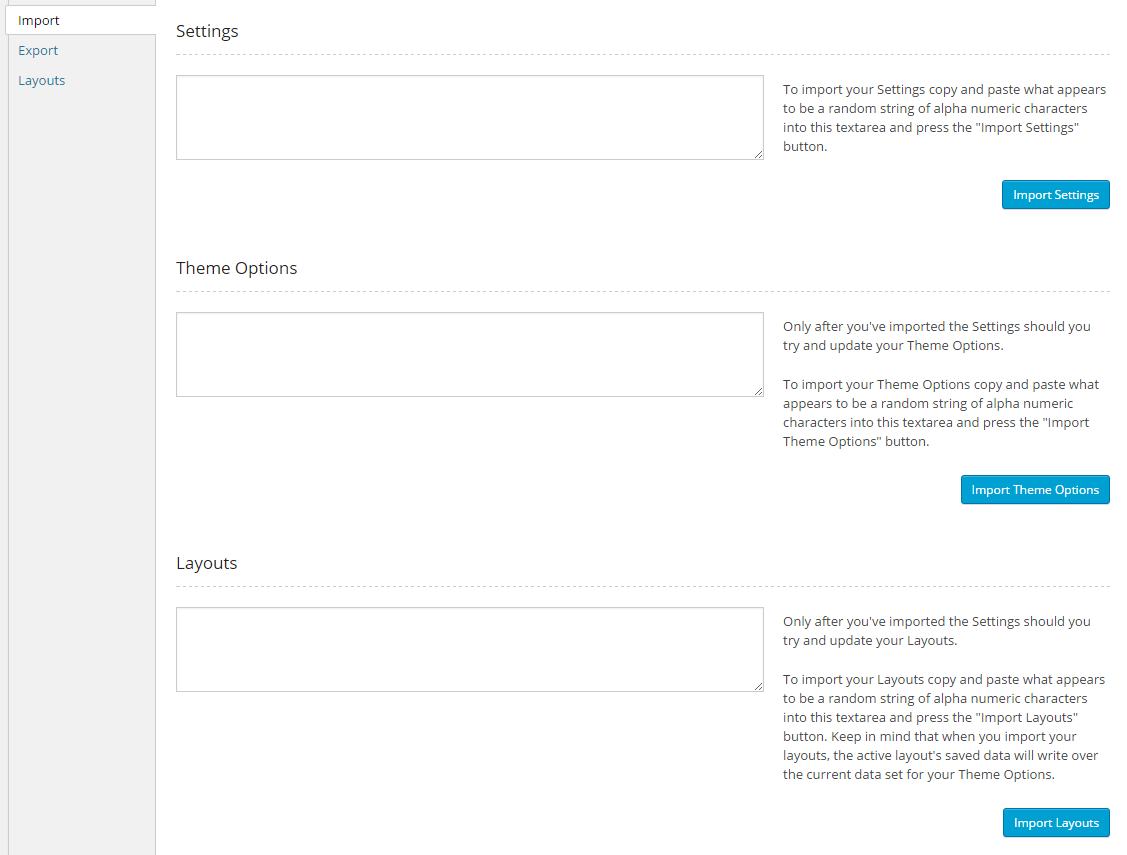 Import
Export
Layouts
Settings
To import your Settings copy and paste what appears
to be a random string of alpha numeric characters
into this textarea and press the "Import Settings"
button.
Import Settings
Theme Options
Only after you've imported the Settings should you
try and update your Theme Options.
To import your Theme Options copy and paste what
appears to be a random string of alpha numeric
characters into this textarea and press the "Import
Theme Options" button.
Import Theme Options
Layouts
Only after you've imported the Settings should you
try and update your Layouts.
To import your Layouts copy and paste what appears
to be a random string of alpha numeric characters
into this textarea and press the "Import Layouts"
button. Keep in mind that when you import your
layouts, the active layout's saved data will write over
the current data set for your Theme Options.
Import Layouts